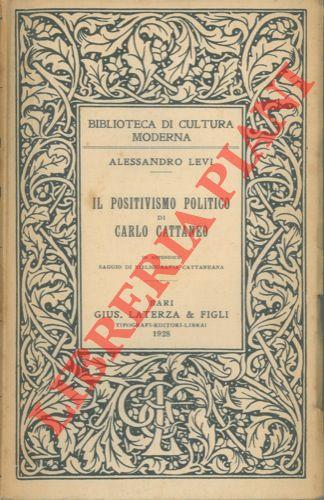 BIBLIOTECA DI CULTURA
MODERNA
ALESSANDRO LEVI
IL POSITIVISMO POLITICO
DI
CARLO CATTANEO
IN APPENDICE:
SAGGIO DI BIBLIOGRAFIA CATTANEANA
BARI
GIUS. LATERZA & FIGLI
TIPOGRAFI-EDITORI-LIBRAI
1928
LIBRERIA PIANI